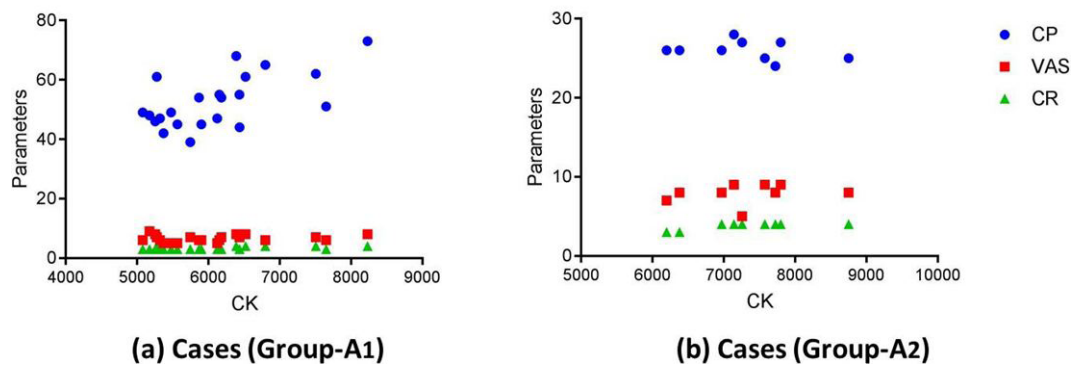 80
60
40
20
0
Parameters
4000 5000 6000 7000 8000 9000
CK
(a) Cases (Group-A1)
30
20
10
0
Parameters
5000 6000 7000 8000 9000 10000
CK
(b) Cases (Group-A2)
CP
VAS
CR